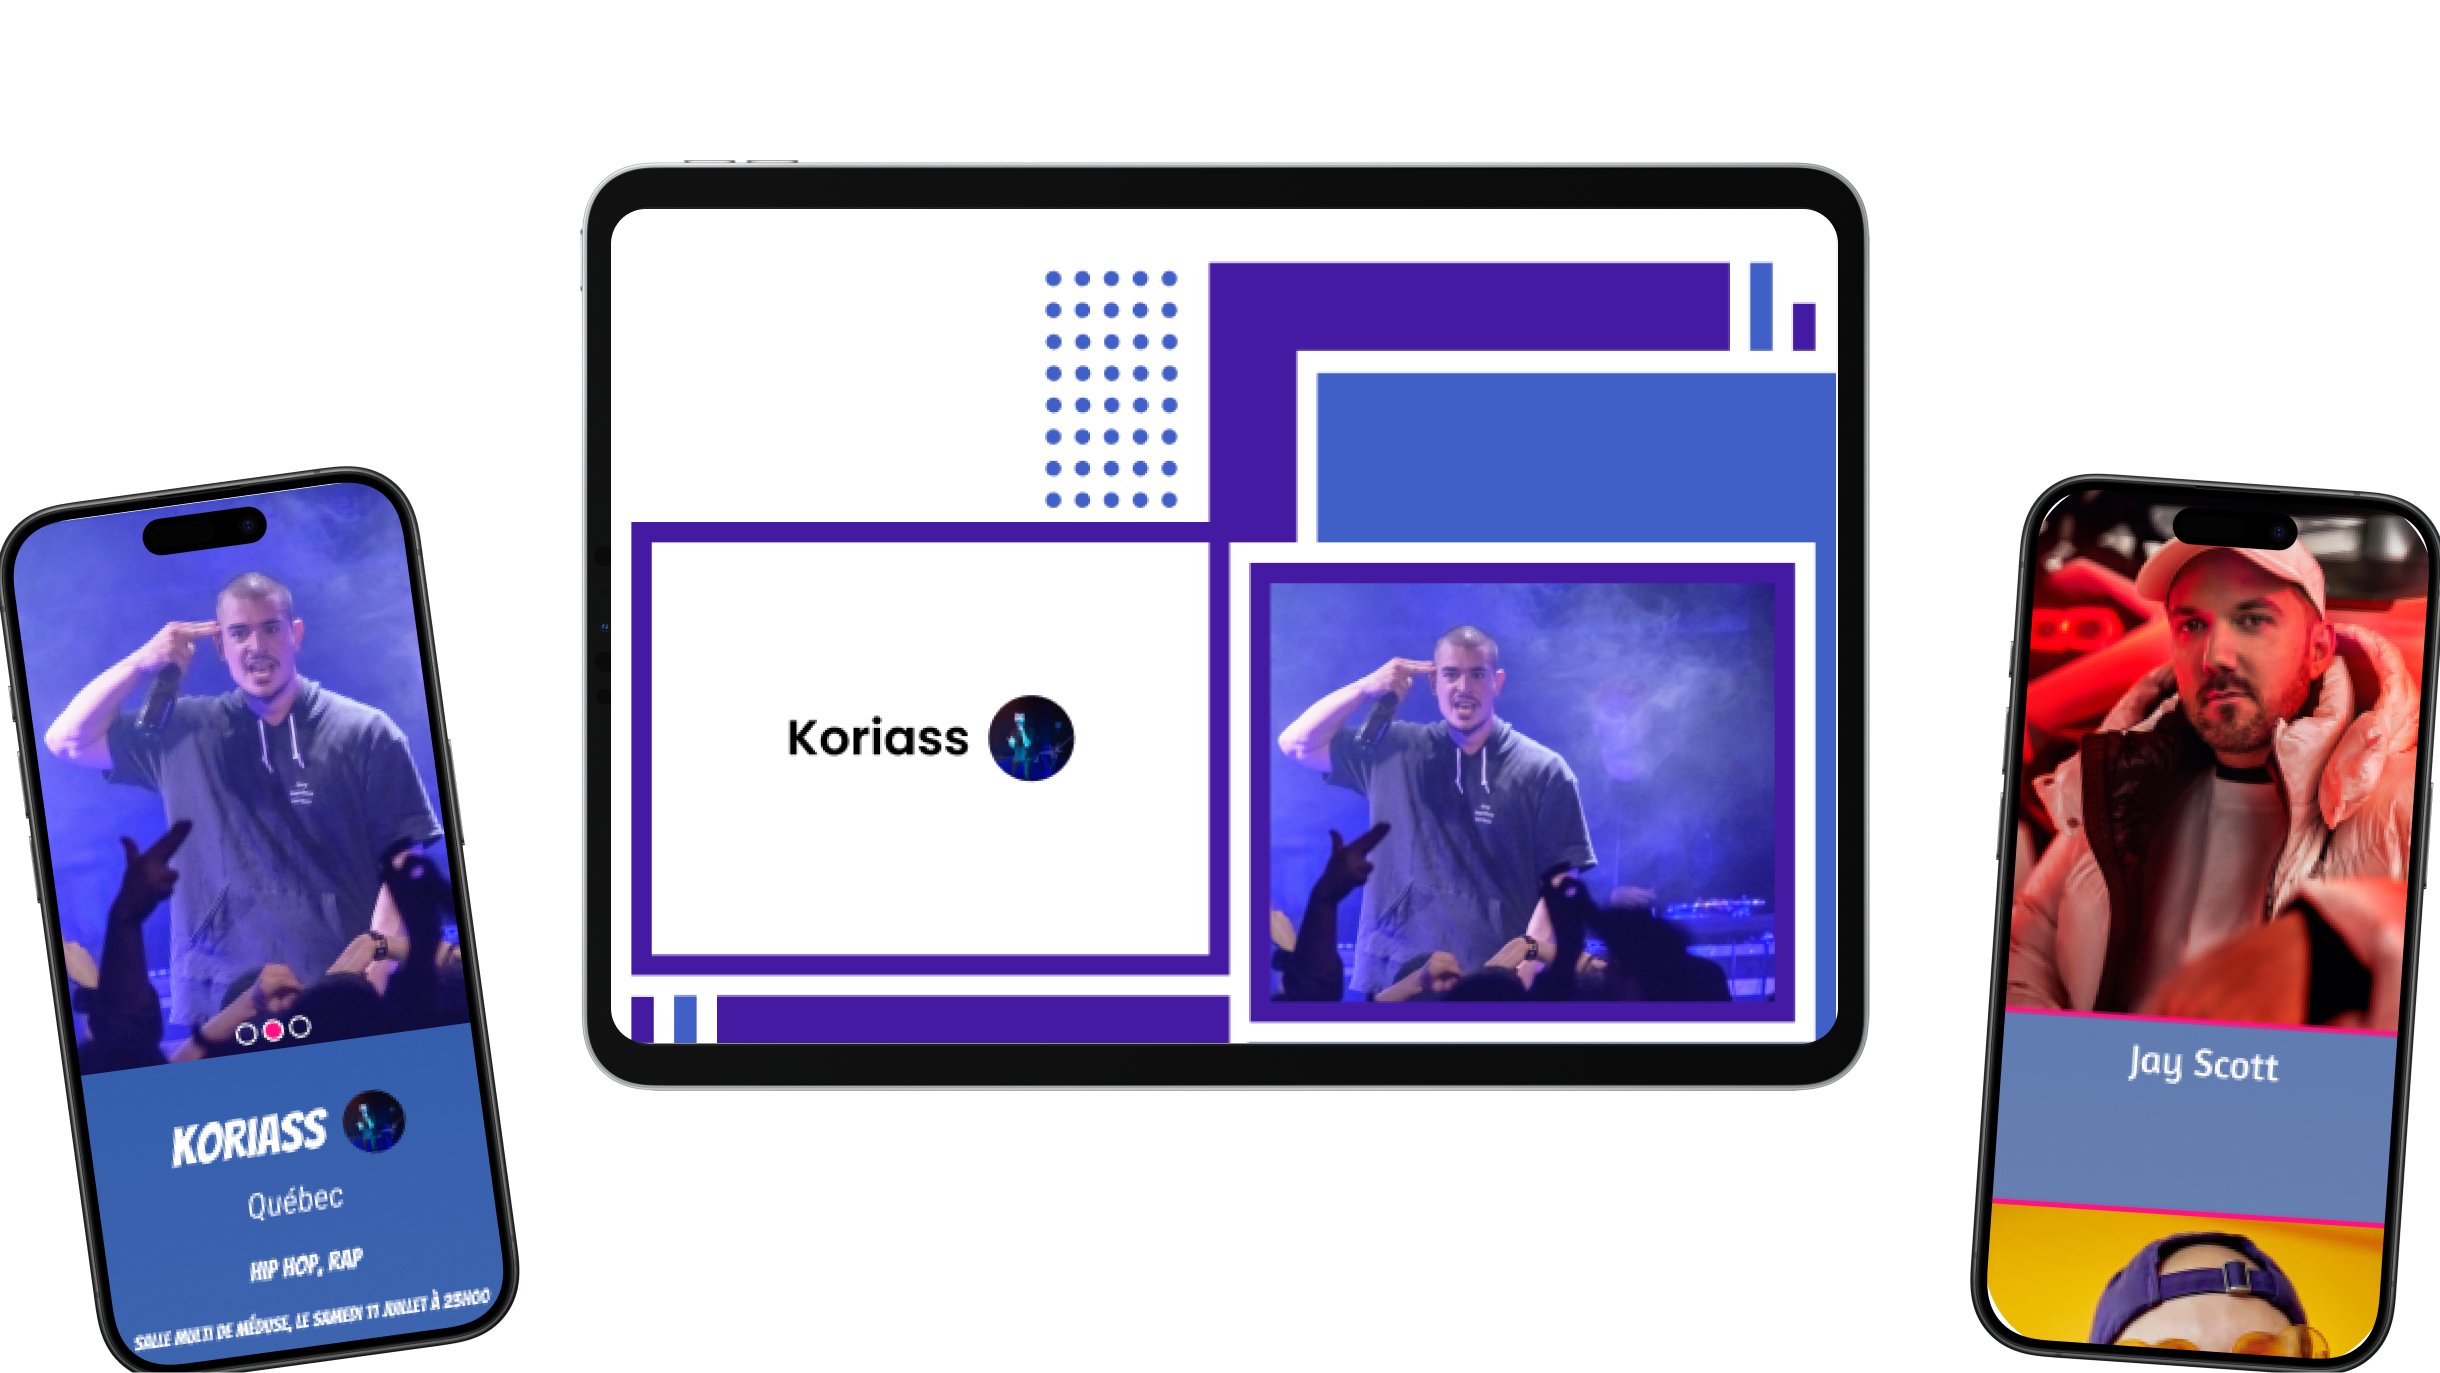 KORIASS
Québec
HIP HOP, RAP
SALLE MULTI DE MÉDUSE, LE SAMEDI 11 JUILLET À 23H00
Koriass
Jay Scott